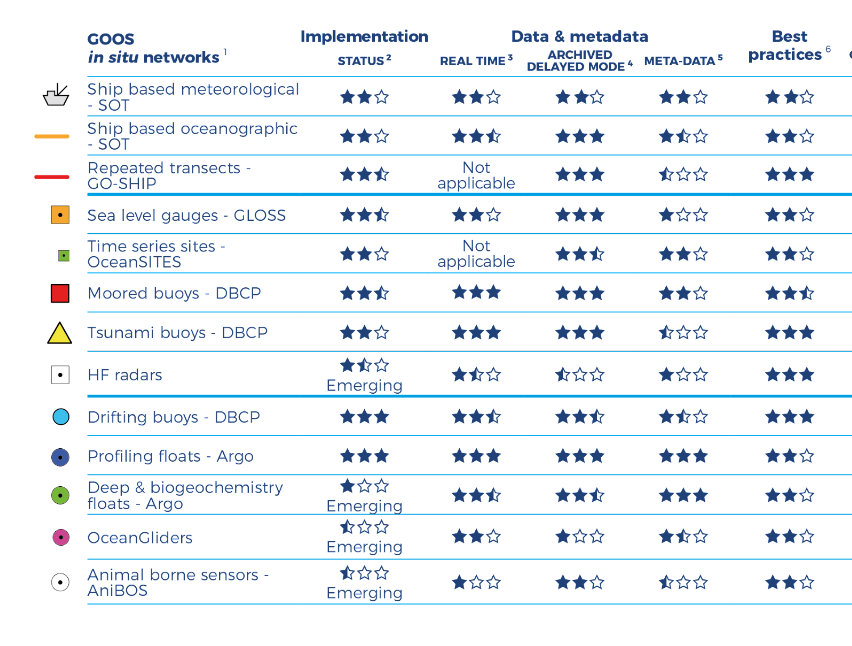 GOOS
in situ networks 1
Implementation
STATUS 2
Data & metadata
REAL TIME 3
ARCHIVED
DELAYED MODE 4
META-DATA 5
Best
practices 6
Ship based meteorological
- SOT
Ship based oceanographic
- SOT
Repeated transects -
GO-SHIP
Not
applicable
Sea level gauges - GLOSS
Time series sites -
OceanSITES
Not
applicable
Moored buoys - DBCP
Tsunami buoys - DBCP
HF radars
Emerging
Drifting buoys - DBCP
Profiling floats - Argo
Deep & biogeochemistry
floats - Argo
Emerging
OceanGliders
Emerging
Animal borne sensors -
AniBOS
Emerging